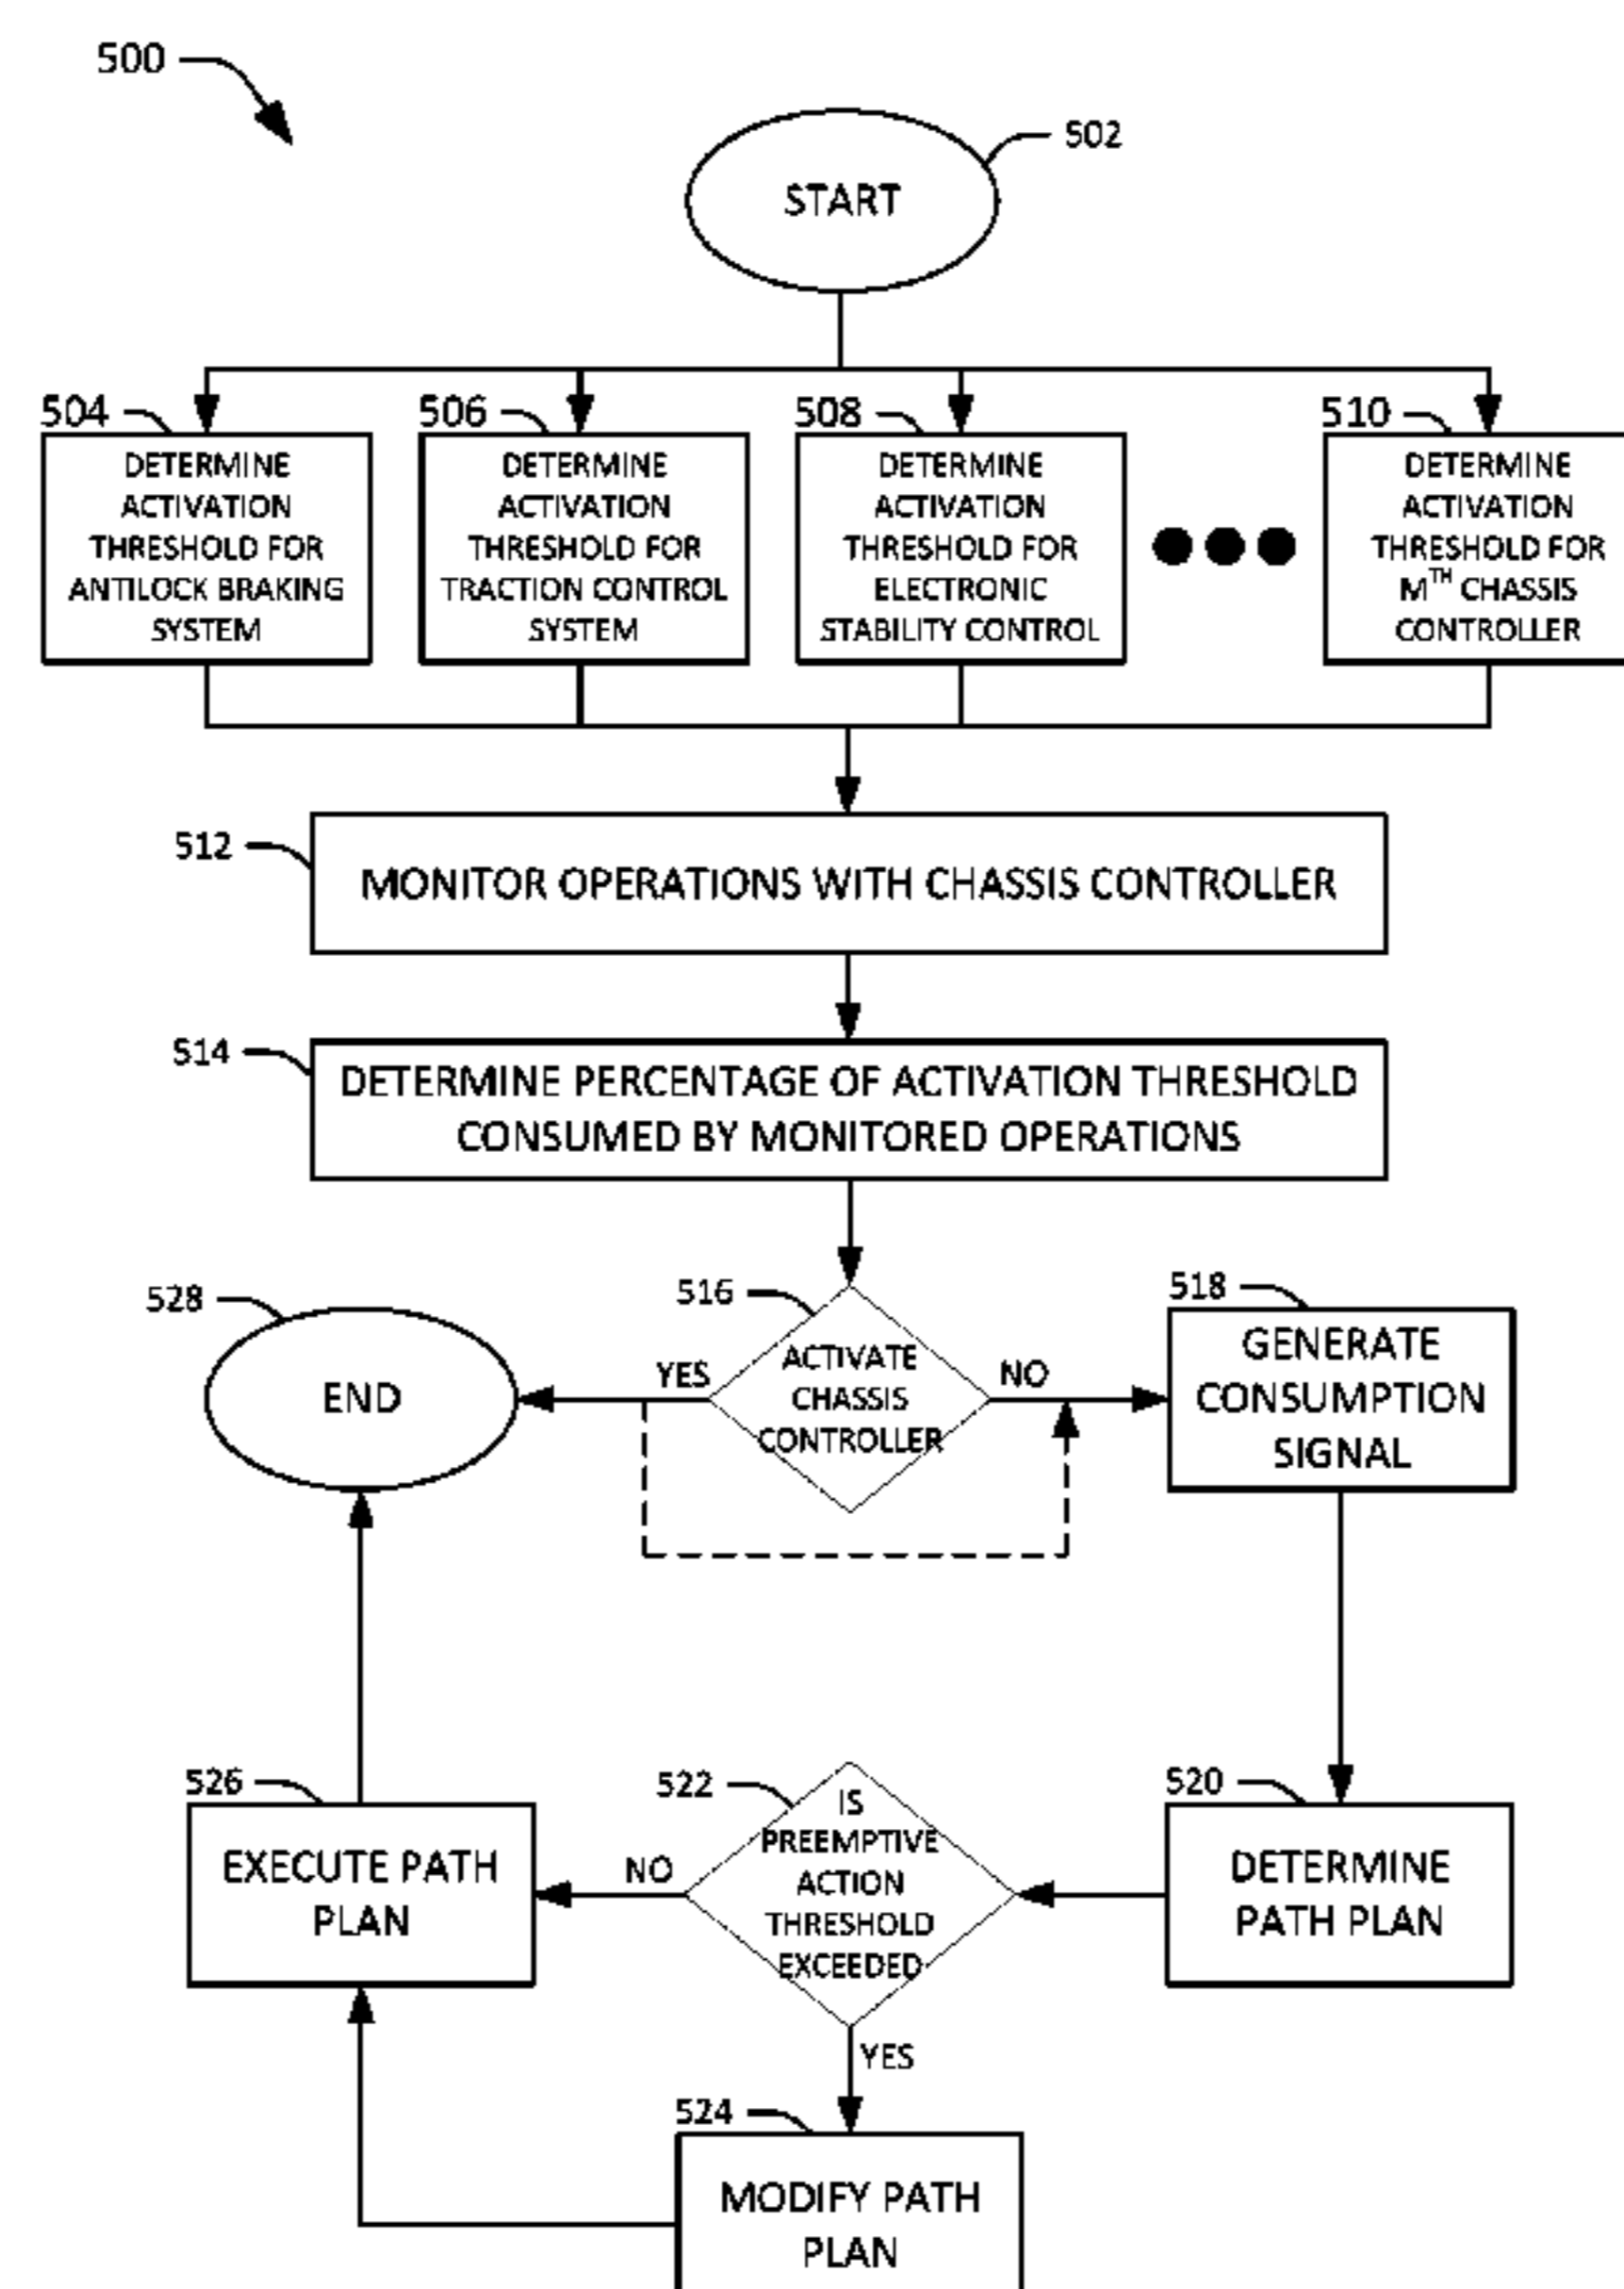 500
502
START
504
DETERMINE
ACTIVATION
THRESHOLD FOR
ANTILOCK BRAKING
SYSTEM
506
DETERMINE
ACTIVATION
THRESHOLD FOR
TRACTION CONTROL
SYSTEM
508
DETERMINE
ACTIVATION
THRESHOLD FOR
ELECTRONIC
STABILITY CONTROL
510
DETERMINE
ACTIVATION
THRESHOLD FOR
MTH CHASSIS
CONTROLLER
512
MONITOR OPERATIONS WITH CHASSIS CONTROLLER
514
DETERMINE PERCENTAGE OF ACTIVATION THRESHOLD
CONSUMED BY MONITORED OPERATIONS
516
ACTIVATE
CHASSIS
CONTROLLER
YES
NO
528
END
518
GENERATE
CONSUMPTION
SIGNAL
520
DETERMINE
PATH PLAN
522
IS
PREEMPTIVE
ACTION
THRESHOLD
EXCEEDED
NO
YES
526
EXECUTE PATH
PLAN
524
MODIFY PATH
PLAN